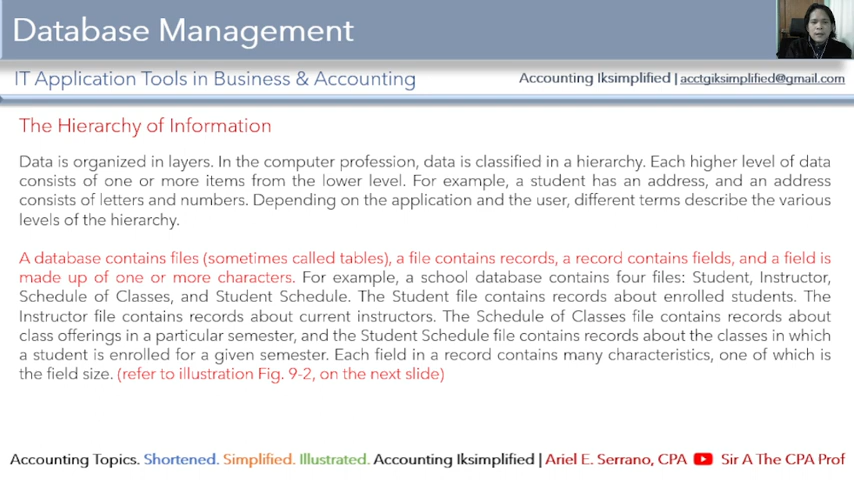 Database Management
IT Application Tools in Business & Accounting
Accounting Iksimplified | acctgiksimplified@gmail.com
The Hierarchy of Information
Data is organized in layers. In the computer profession, data is classified in a hierarchy. Each higher level of data
consists of one or more items from the lower level. For example, a student has an address, and an address
consists of letters and numbers. Depending on the application and the user, different terms describe the various
levels of the hierarchy.
A database contains files (sometimes called tables), a file contains records, a record contains fields, and a field is
made up of one or more characters. For example, a school database contains four files: Student, Instructor,
Schedule of Classes, and Student Schedule. The Student file contains records about enrolled students. The
Instructor file contains records about current instructors. The Schedule of Classes file contains records about
class offerings in a particular semester, and the Student Schedule file contains records about the classes in which
a student is enrolled for a given semester. Each field in a record contains many characteristics, one of which is
the field size. (refer to illustration Fig. 9-2, on the next slide)
Accounting Topics. Shortened. Simplified. Illustrated. Accounting Iksimplified | Ariel E. Serrano, CPA Sir A The CPA Prof